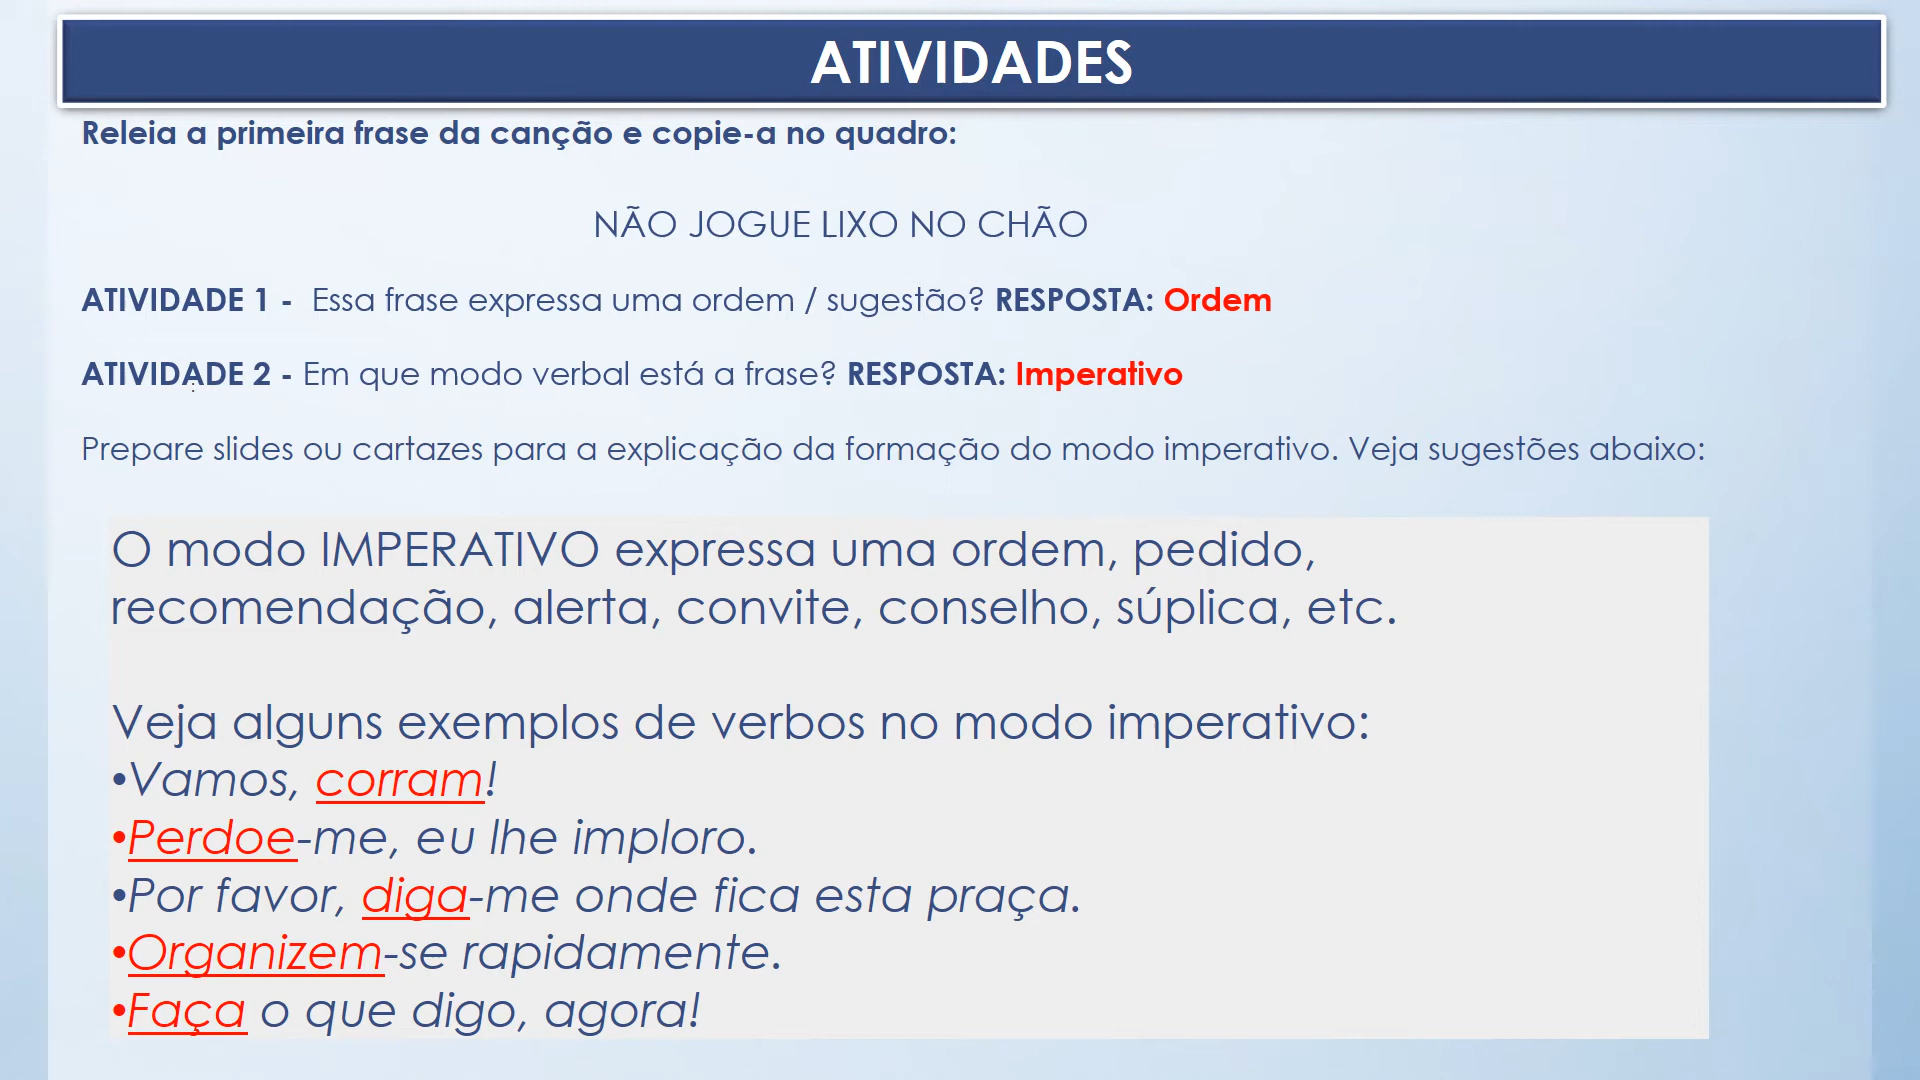 ATIVIDADES
Releia a primeira frase da canção e copie-a no quadro:
NÃO JOGUE LIXO NO CHÃO
ATIVIDADE 1 - Essa frase expressa uma ordem / sugestão? RESPOSTA: Ordem
ATIVIDADE 2 - Em que modo verbal está a frase? RESPOSTA: Imperativo
Prepare slides ou cartazes para a explicação da formação do modo imperativo. Veja sugestões abaixo:
O modo IMPERATIVO expressa uma ordem, pedido,
recomendação, alerta, convite, conselho, súplica, etc.
Veja alguns exemplos de verbos no modo imperativo:
•Vamos, corram!
•Perdoe-me, eu lhe imploro.
•Por favor, diga-me onde fica esta praça.
•Organizem-se rapidamente.
•Faça o que digo, agora!